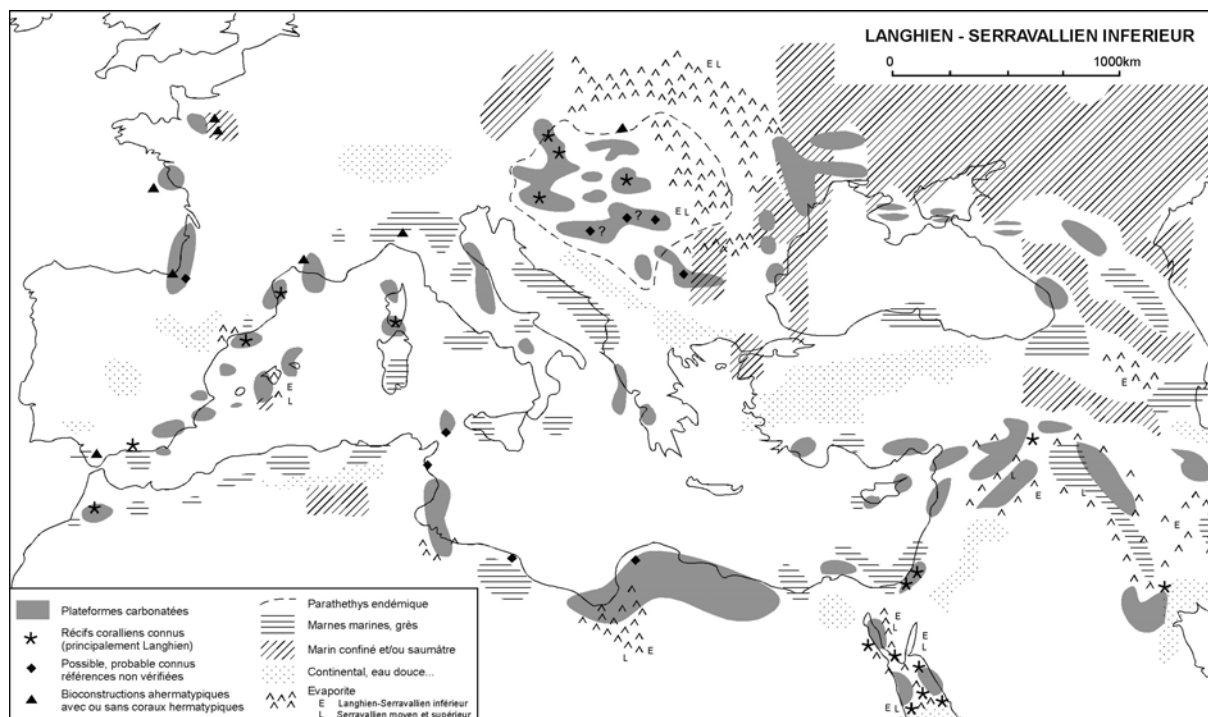 LANGHIEN - SERRAVALLIEN INFERIEUR
0 1000km
E L
E L
?
?
E
L
E
L
L
E
E
L
E
E
L
E
L
E L
Plateformes carbonatées
Récifs coralliens connus
(principalement Langhien)
Possible, probable connus
références non vérifiées
Bioconstructions ahermatypiques
avec ou sans coraux hermatypiques
Parathethys endémique
Marnes marines, grès
Marin confiné et/ou saumâtre
Continental, eau douce...
Evaporite
E Langhien-Serravallien inférieur
L Serravallien moyen et supérieur